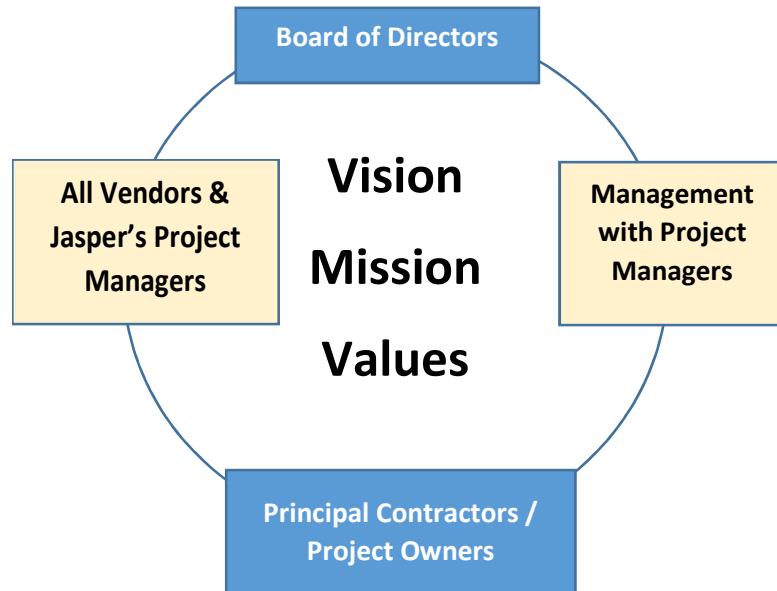 Board of Directors
All Vendors &
Jasper's Project
Managers
Vision
Mission
Values
Management
with Project
Managers
Principal Contractors /
Project Owners